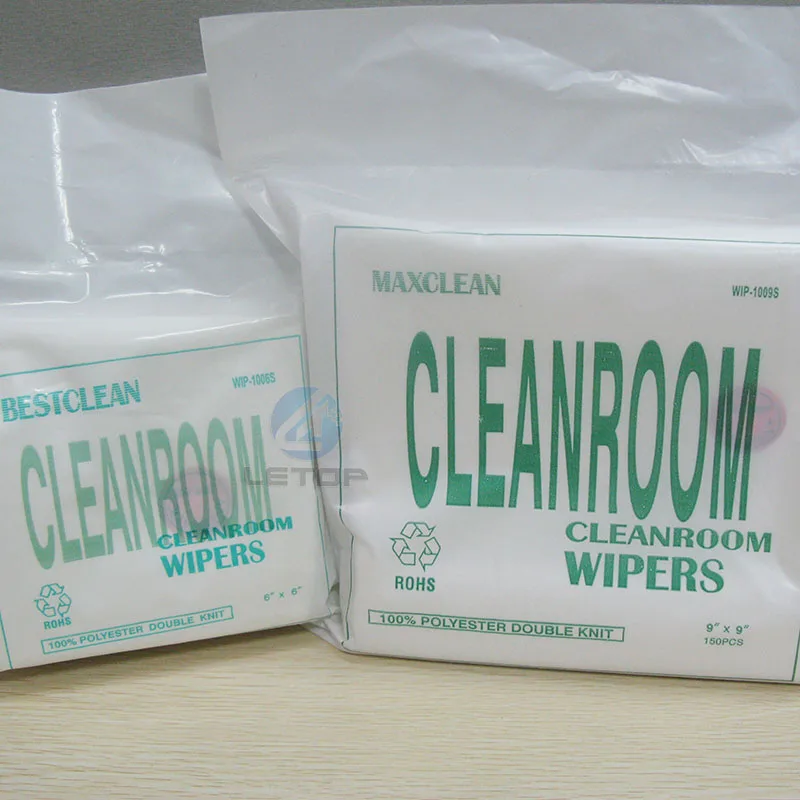 BESTCLEAN
WIP-1006S
CLEANROOM
CLEANROOM
WIPERS
ROHS
6" x 6"
100% POLYESTER DOUBLE KNIT
LETOP
MAXCLEAN
WIP-1009S
CLEANROOM
CLEANROOM
WIPERS
ROHS
100% POLYESTER DOUBLE KNIT
9" x 9"
150PCS